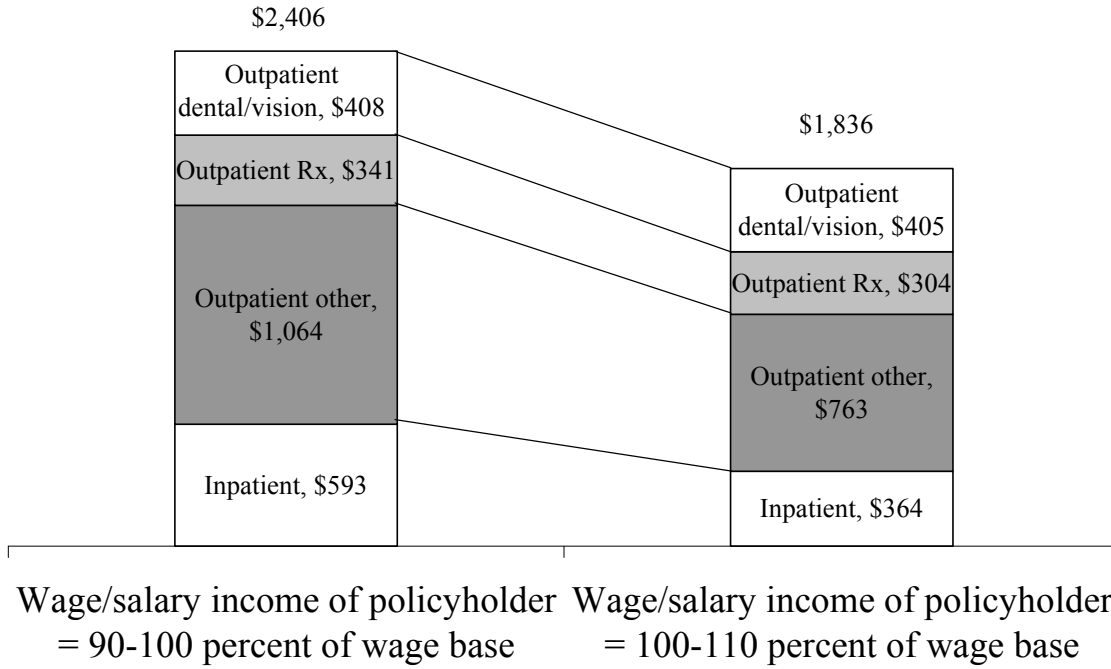 $2,406
Outpatient
dental/vision, $408
Outpatient Rx, $341
Outpatient other,
$1,064
Inpatient, $593
$1,836
Outpatient
dental/vision, $405
Outpatient Rx, $304
Outpatient other,
$763
Inpatient, $364
Wage/salary income of policyholder
= 90-100 percent of wage base
Wage/salary income of policyholder
= 100-110 percent of wage base